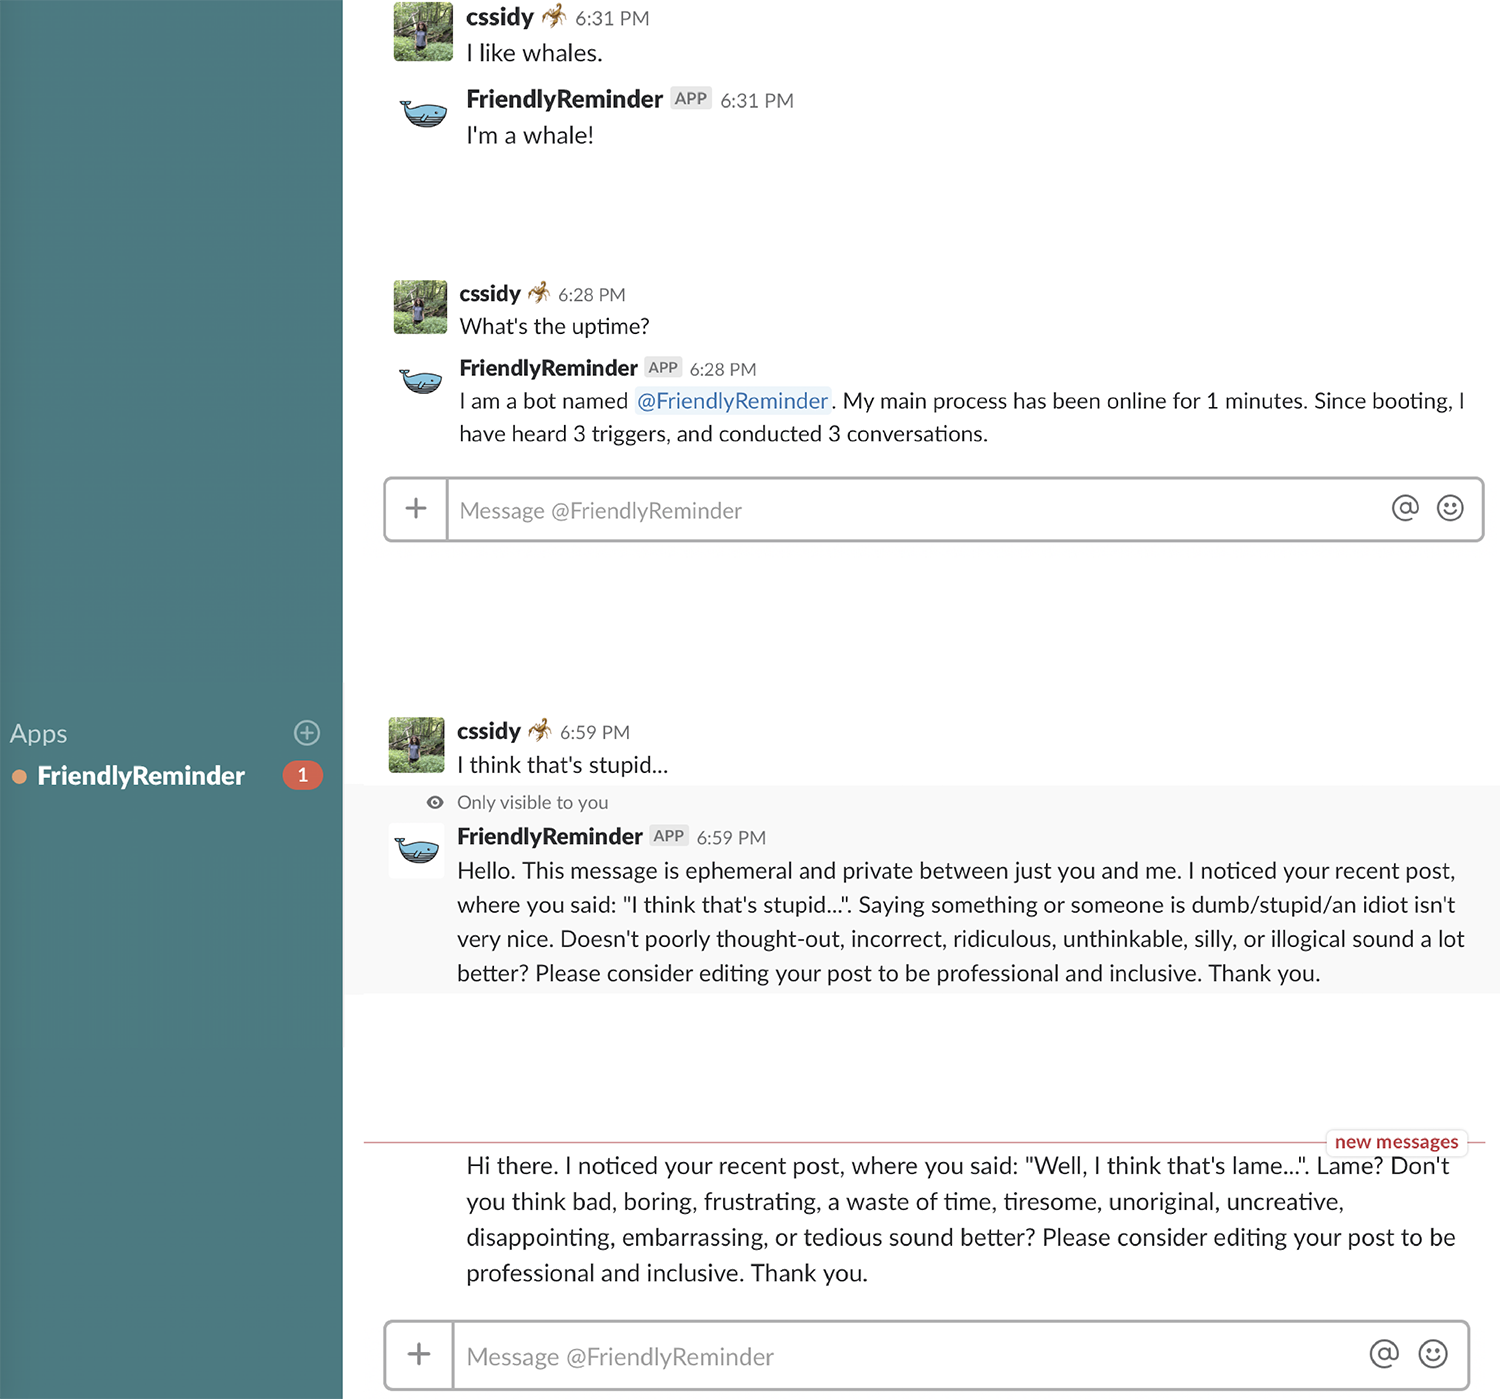 cssidy 6:31 PM
I like whales.
FriendlyReminder APP 6:31 PM
I'm a whale!
cssidy 6:28 PM
What's the uptime?
FriendlyReminder APP 6:28 PM
I am a bot named @FriendlyReminder. My main process has been online for 1 minutes. Since booting, I
have heard 3 triggers, and conducted 3 conversations.
+ Message @FriendlyReminder @
Apps +
FriendlyReminder 1
cssidy 6:59 PM
I think that's stupid...
Only visible to you
FriendlyReminder APP 6:59 PM
Hello. This message is ephemeral and private between just you and me. I noticed your recent post,
where you said: "I think that's stupid...". Saying something or someone is dumb/stupid/an idiot isn't
very nice. Doesn't poorly thought-out, incorrect, ridiculous, unthinkable, silly, or illogical sound a lot
better? Please consider editing your post to be professional and inclusive. Thank you.
new messages
Hi there. I noticed your recent post, where you said: "Well, I think that's lame...". Lame? Don't
you think bad, boring, frustrating, a waste of time, tiresome, unoriginal, uncreative,
disappointing, embarrassing, or tedious sound better? Please consider editing your post to be
professional and inclusive. Thank you.
+ Message @FriendlyReminder @